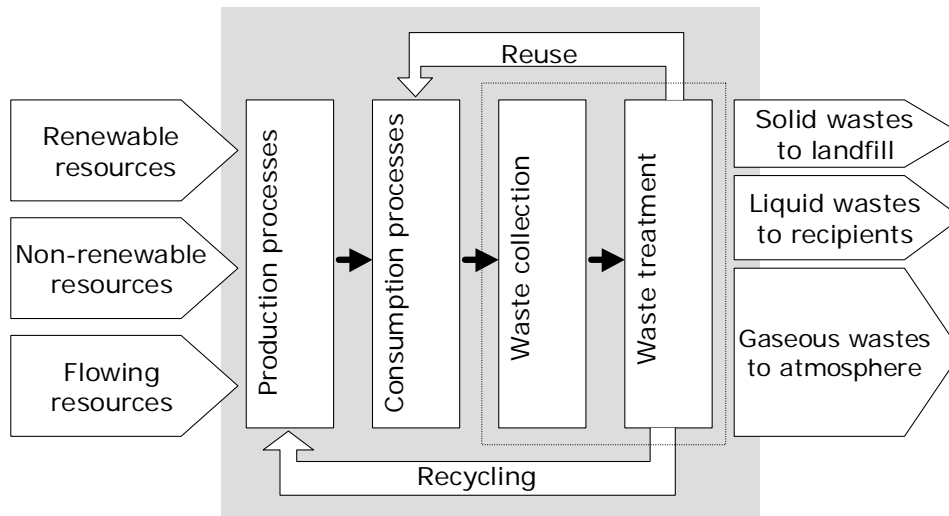 Reuse
Renewable
resources
Non-renewable
resources
Flowing
resources
Production processes
Consumption processes
Waste collection
Waste treatment
Solid wastes
to landfill
Liquid wastes
to recipients
Gaseous wastes
to atmosphere
Recycling